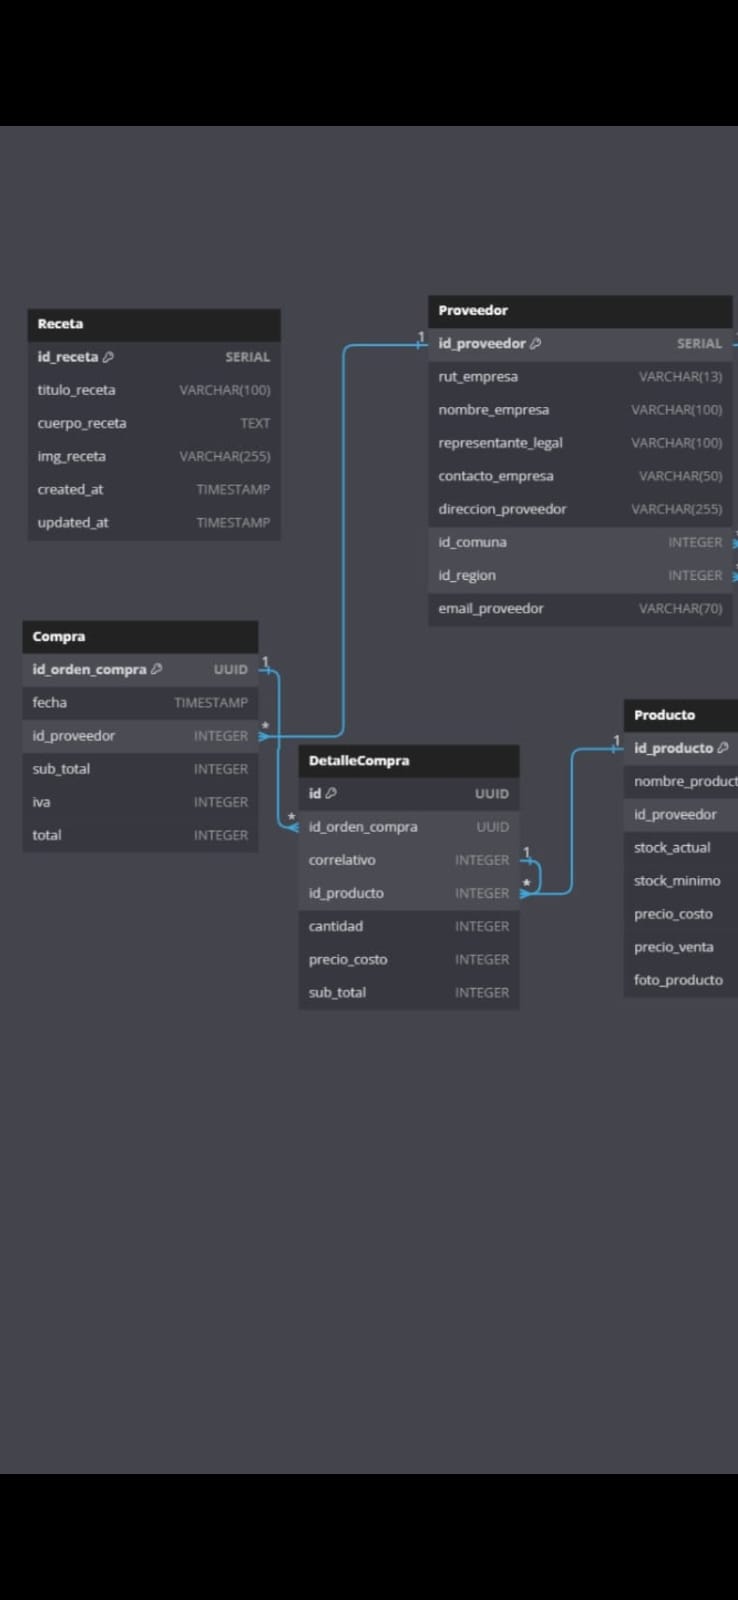 Receta
id_receta SERIAL
titulo_receta VARCHAR(100)
cuerpo_receta TEXT
img_receta VARCHAR(255)
created_at TIMESTAMP
updated_at TIMESTAMP
Proveedor
1 id_proveedor SERIAL
rut_empresa VARCHAR(13)
nombre_empresa VARCHAR(100)
representante_legal VARCHAR(100)
contacto_empresa VARCHAR(50)
direccion_proveedor VARCHAR(255)
id_comuna INTEGER
id_region INTEGER
email_proveedor VARCHAR(70)
Compra
id_orden_compra UUID 1
fecha TIMESTAMP
id_proveedor INTEGER *
sub_total INTEGER
iva INTEGER
total INTEGER
DetalleCompra
id UUID
* id_orden_compra UUID
correlativo INTEGER 1
id_producto INTEGER *
cantidad INTEGER
precio_costo INTEGER
sub_total INTEGER
Producto
1 id_producto
nombre_product
id_proveedor
stock_actual
stock_minimo
precio_costo
precio_venta
foto_producto